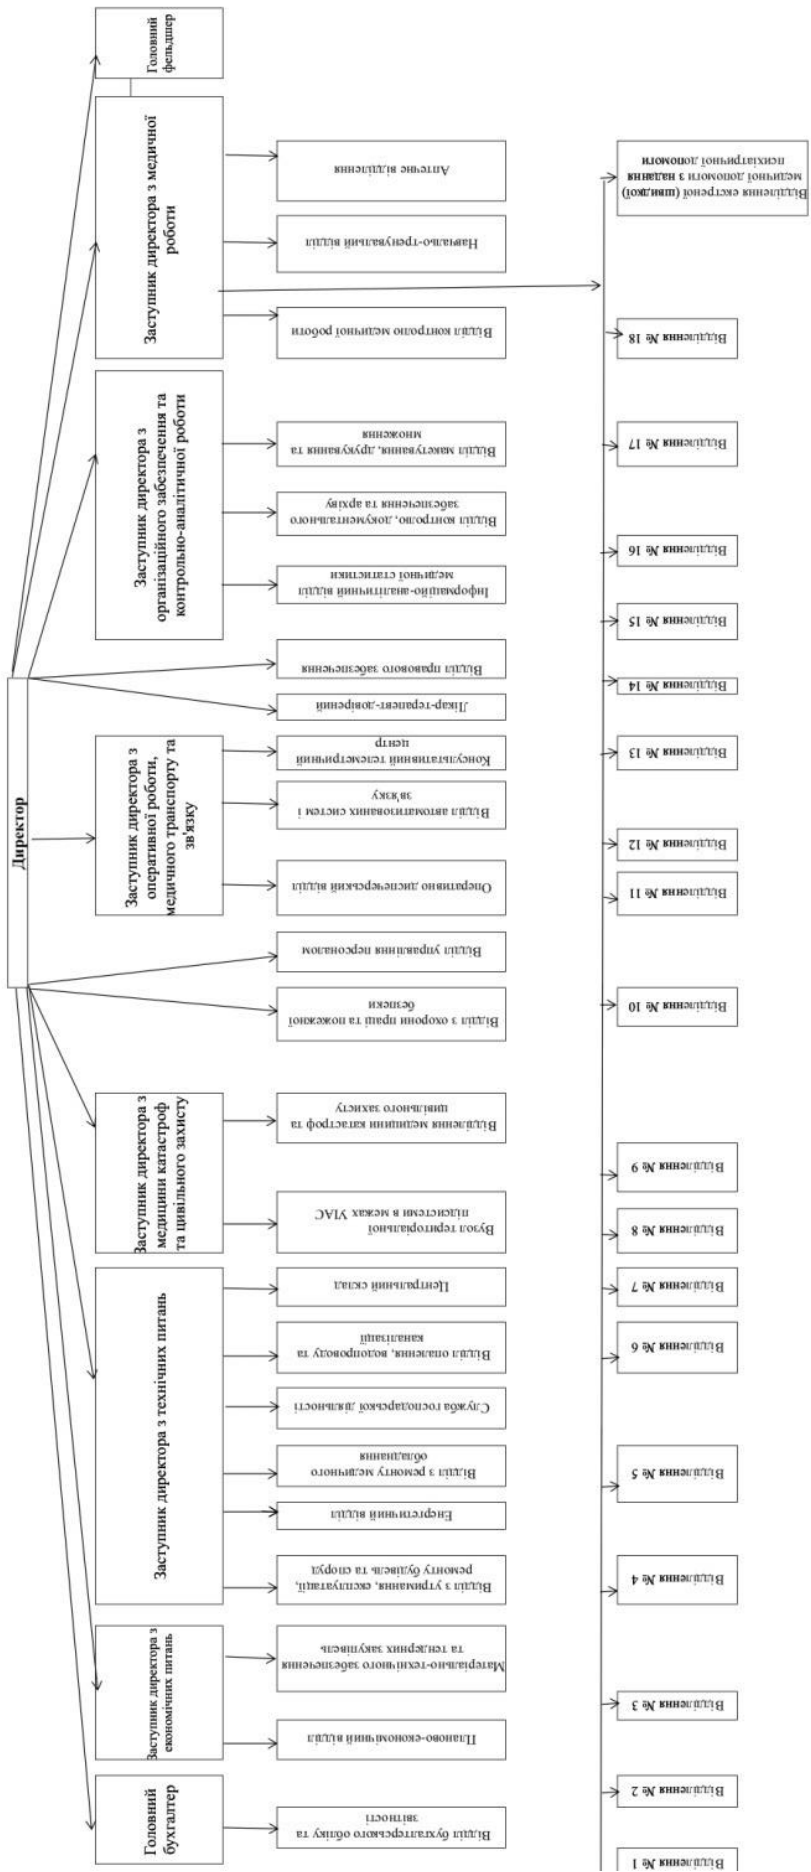 Директор
Головний
фельдшер
Заступник директора з медичної
роботи
Заступник директора з
організаційного забезпечення та
контрольно-аналітичної роботи
Заступник директора з
оперативної роботи,
медичного транспорту та
зв'язку
Заступник директора з
медицини катастроф
та цивільного захисту
Заступник директора з технічних питань
Заступник директора з
економічних питань
Головний
бухгалтер
Аптечне відділення
Навчально-тренувальний відділ
Відділ контролю медичної роботи
Відділ макетування, друкування та
множення
Відділ контролю, документального
забезпечення та архіву
Інформаційно-аналітичний відділ
медичної статистики
Відділ правового забезпечення
Лікар-терапевт-довірений
Консультативний телеметричний
центр
Відділ автоматизованих систем і
зв'язку
Оперативно диспечерський відділ
Відділ управління персоналом
Відділ з охорони праці та пожежної
безпеки
Відділення медицини катастроф та
цивільного захисту
Вузол територіальної
підсистеми в межах УІАС
Центральний склад
Відділ опалення, водопроводу та
каналізації
Служба господарської діяльності
Відділ з ремонту медичного
обладнання
Енергетичний відділ
Відділ з утримання, експлуатації,
ремонту будівель та споруд
Матеріально-технічного забезпечення
та тендерних закупівель
Планово-економічний відділ
Відділ бухгалтерського обліку та
звітності
Відділення екстреної (швидкої)
медичної допомоги з надання
психіатричної допомоги
Відділення № 18
Відділення № 17
Відділення № 16
Відділення № 15
Відділення № 14
Відділення № 13
Відділення № 12
Відділення № 11
Відділення № 10
Відділення № 9
Відділення № 8
Відділення № 7
Відділення № 6
Відділення № 5
Відділення № 4
Відділення № 3
Відділення № 2
Відділення № 1